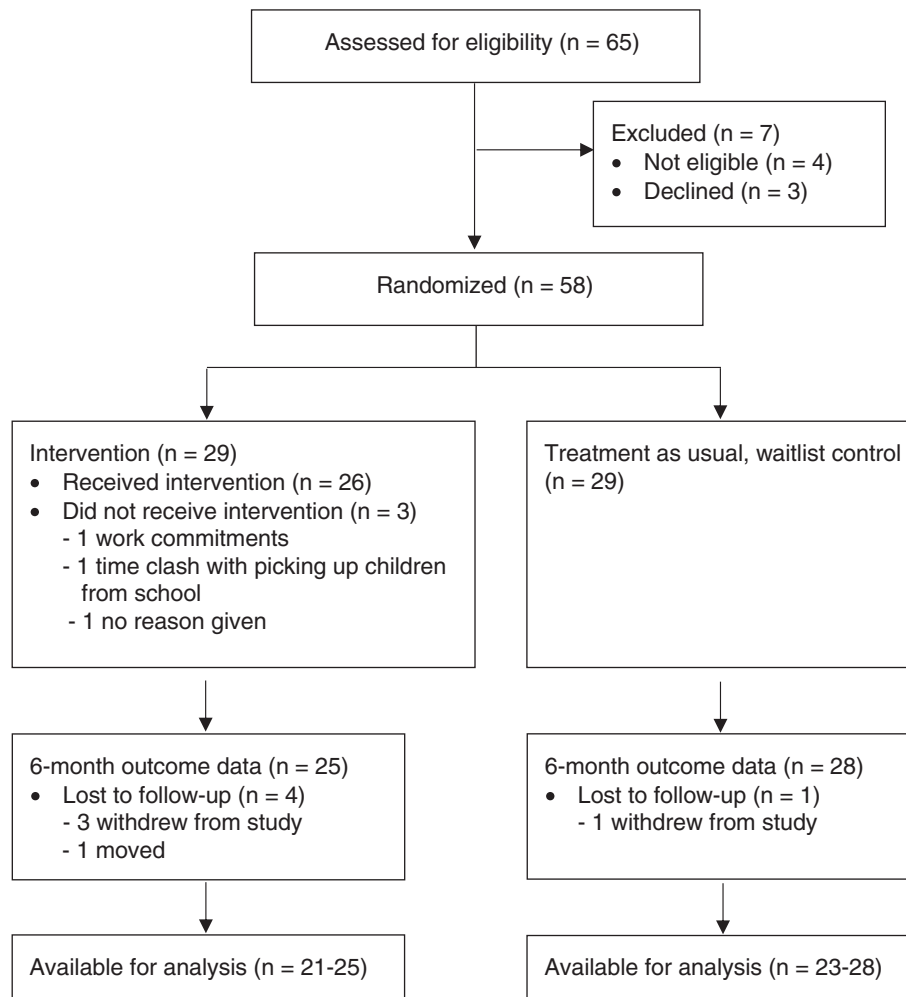 Assessed for eligibility (n = 65)
Excluded (n = 7)
• Not eligible (n = 4)
• Declined (n = 3)
Randomized (n = 58)
Intervention (n = 29)
• Received intervention (n = 26)
• Did not receive intervention (n = 3)
- 1 work commitments
- 1 time clash with picking up children
from school
- 1 no reason given
Treatment as usual, waitlist control
(n = 29)
6-month outcome data (n = 25)
• Lost to follow-up (n = 4)
- 3 withdrew from study
- 1 moved
6-month outcome data (n = 28)
• Lost to follow-up (n = 1)
- 1 withdrew from study
Available for analysis (n = 21-25)
Available for analysis (n = 23-28)